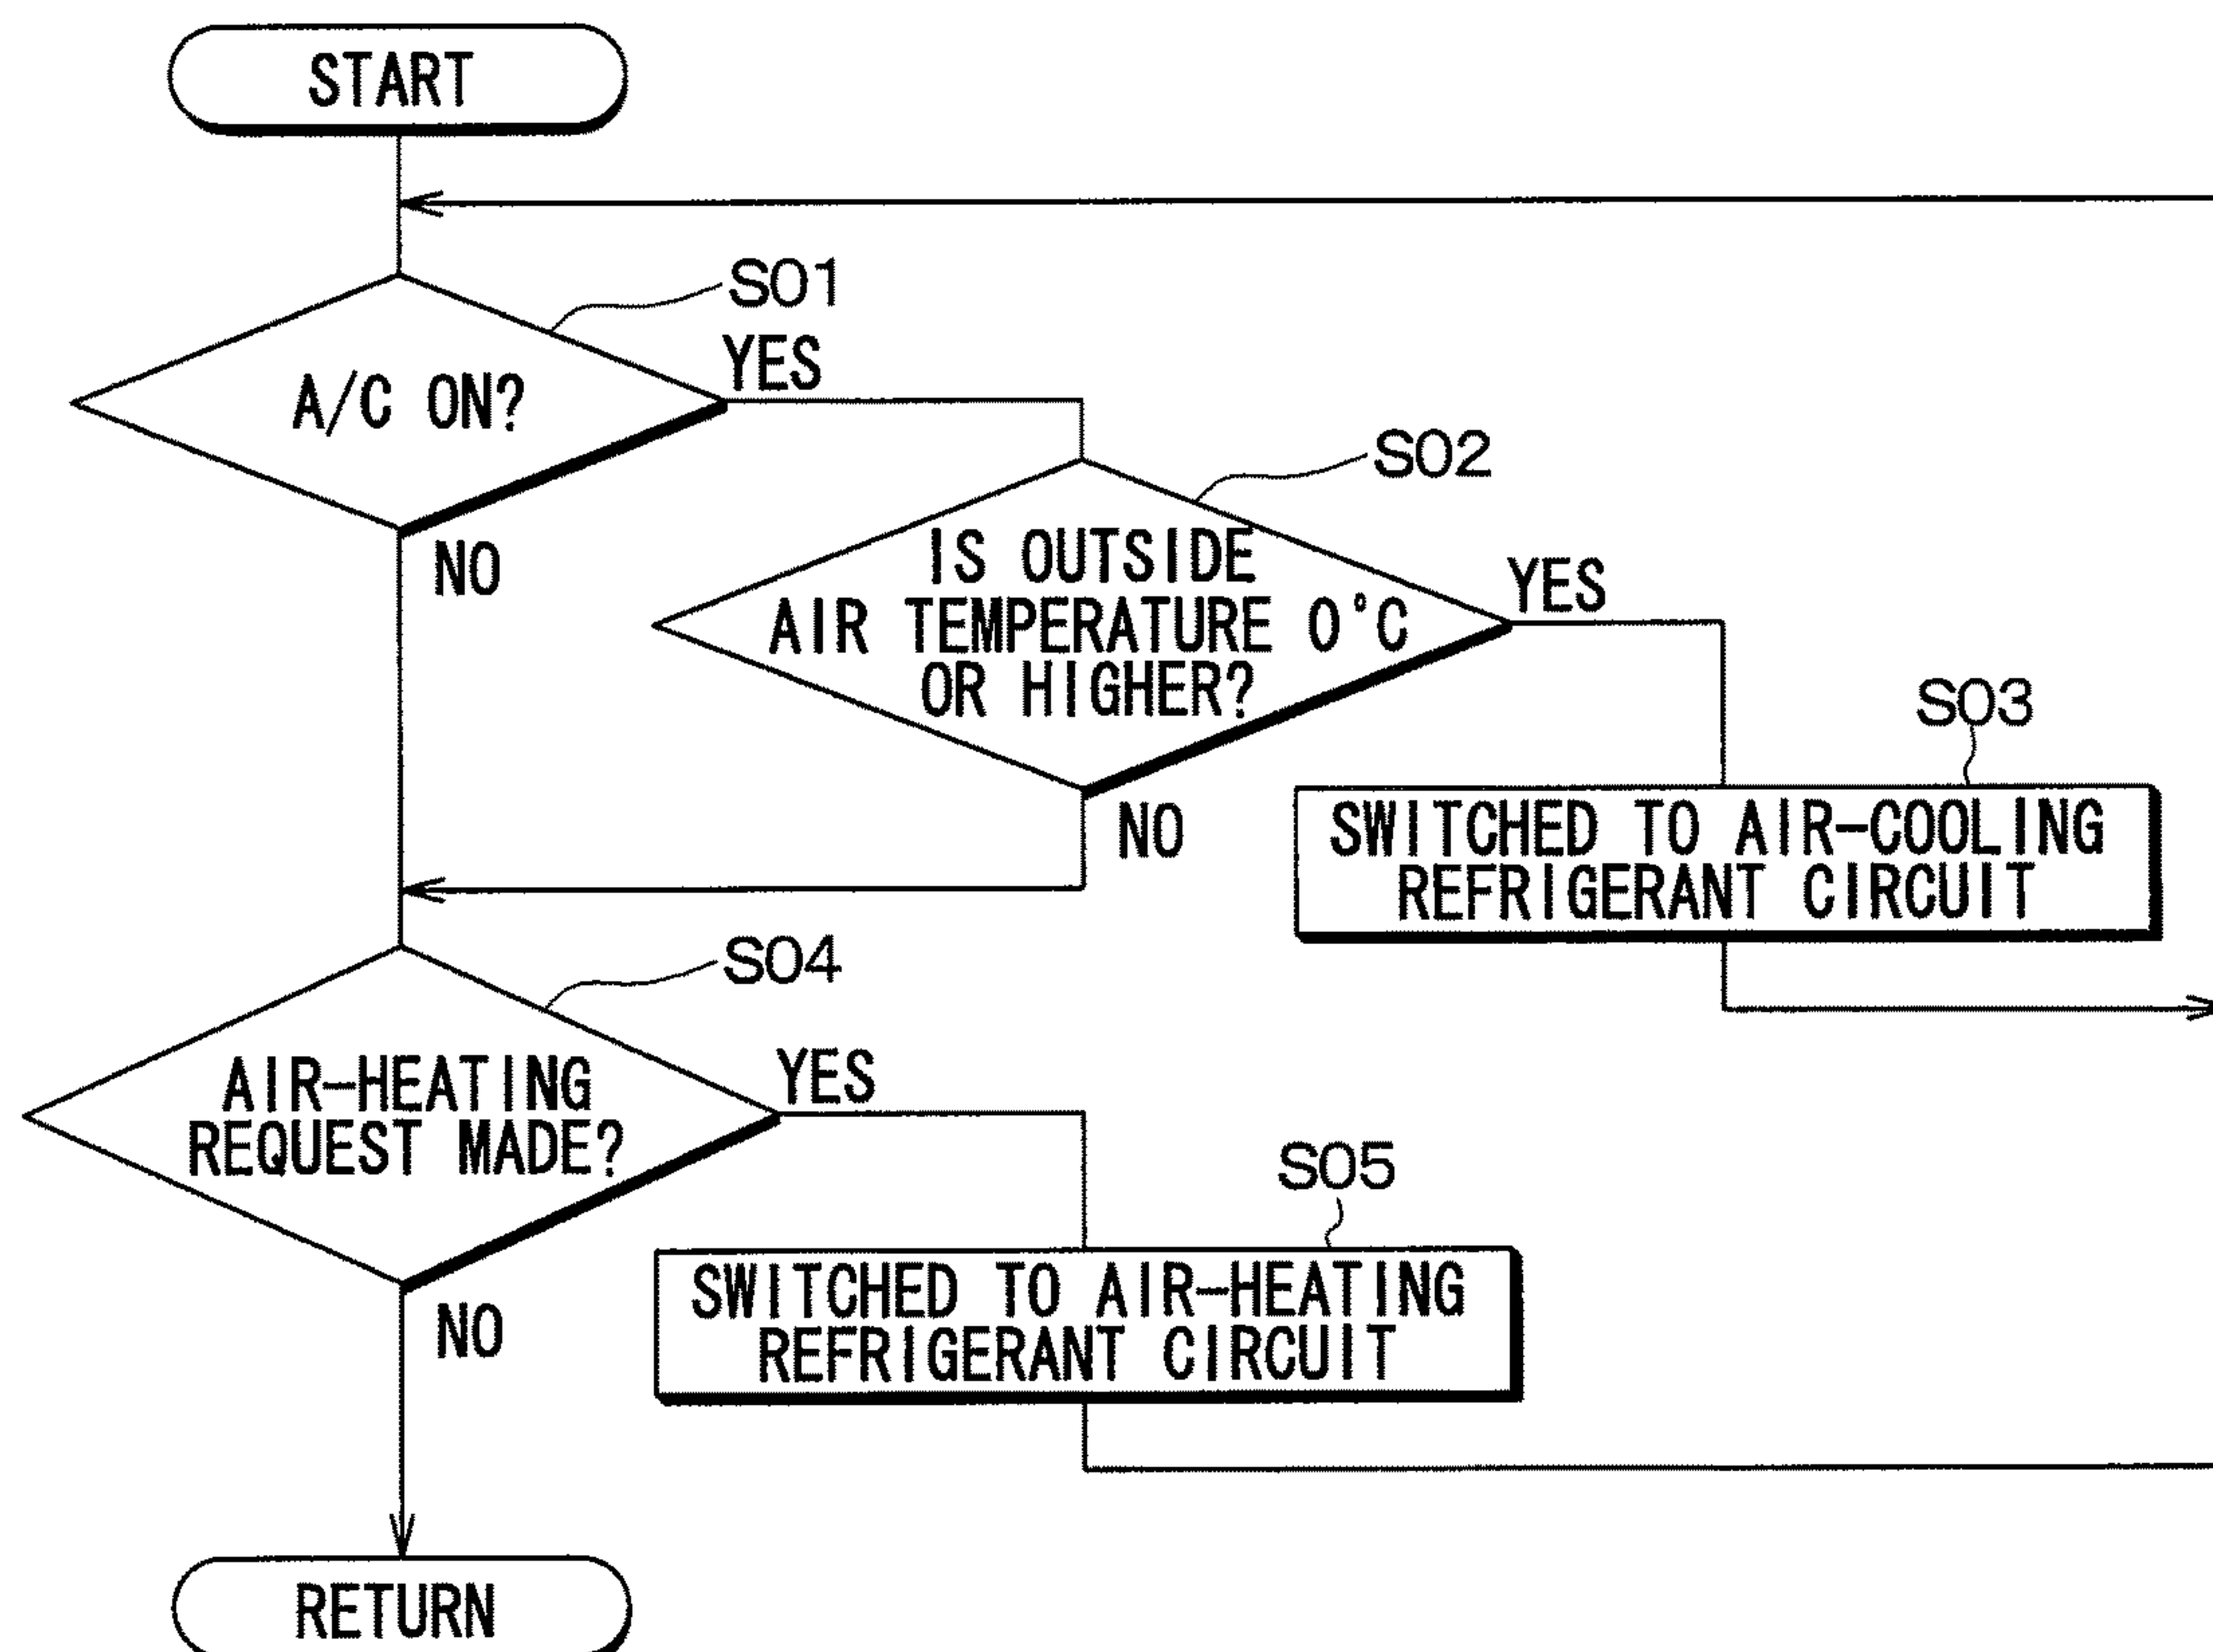 START
S01
YES
A/C ON?
NO
S02
IS OUTSIDE
AIR TEMPERATURE 0°C
OR HIGHER?
YES
NO
S03
SWITCHED TO AIR-COOLING
REFRIGERANT CIRCUIT
S04
AIR-HEATING
REQUEST MADE?
YES
NO
S05
SWITCHED TO AIR-HEATING
REFRIGERANT CIRCUIT
RETURN